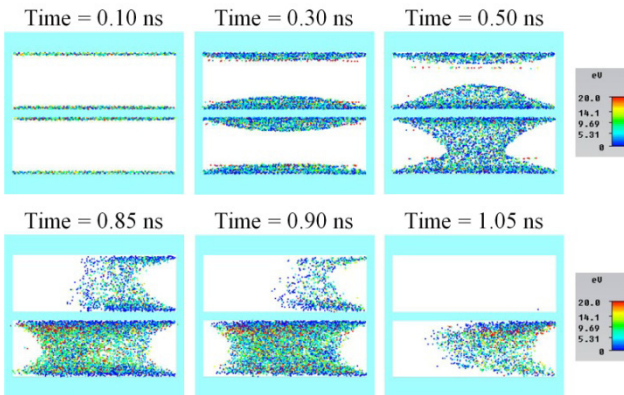 Time = 0.10 ns
Time = 0.30 ns
Time = 0.50 ns
eV
20.0
14.1
9.69
5.31
0
Time = 0.85 ns
Time = 0.90 ns
Time = 1.05 ns
eV
20.0
14.1
9.69
5.31
0